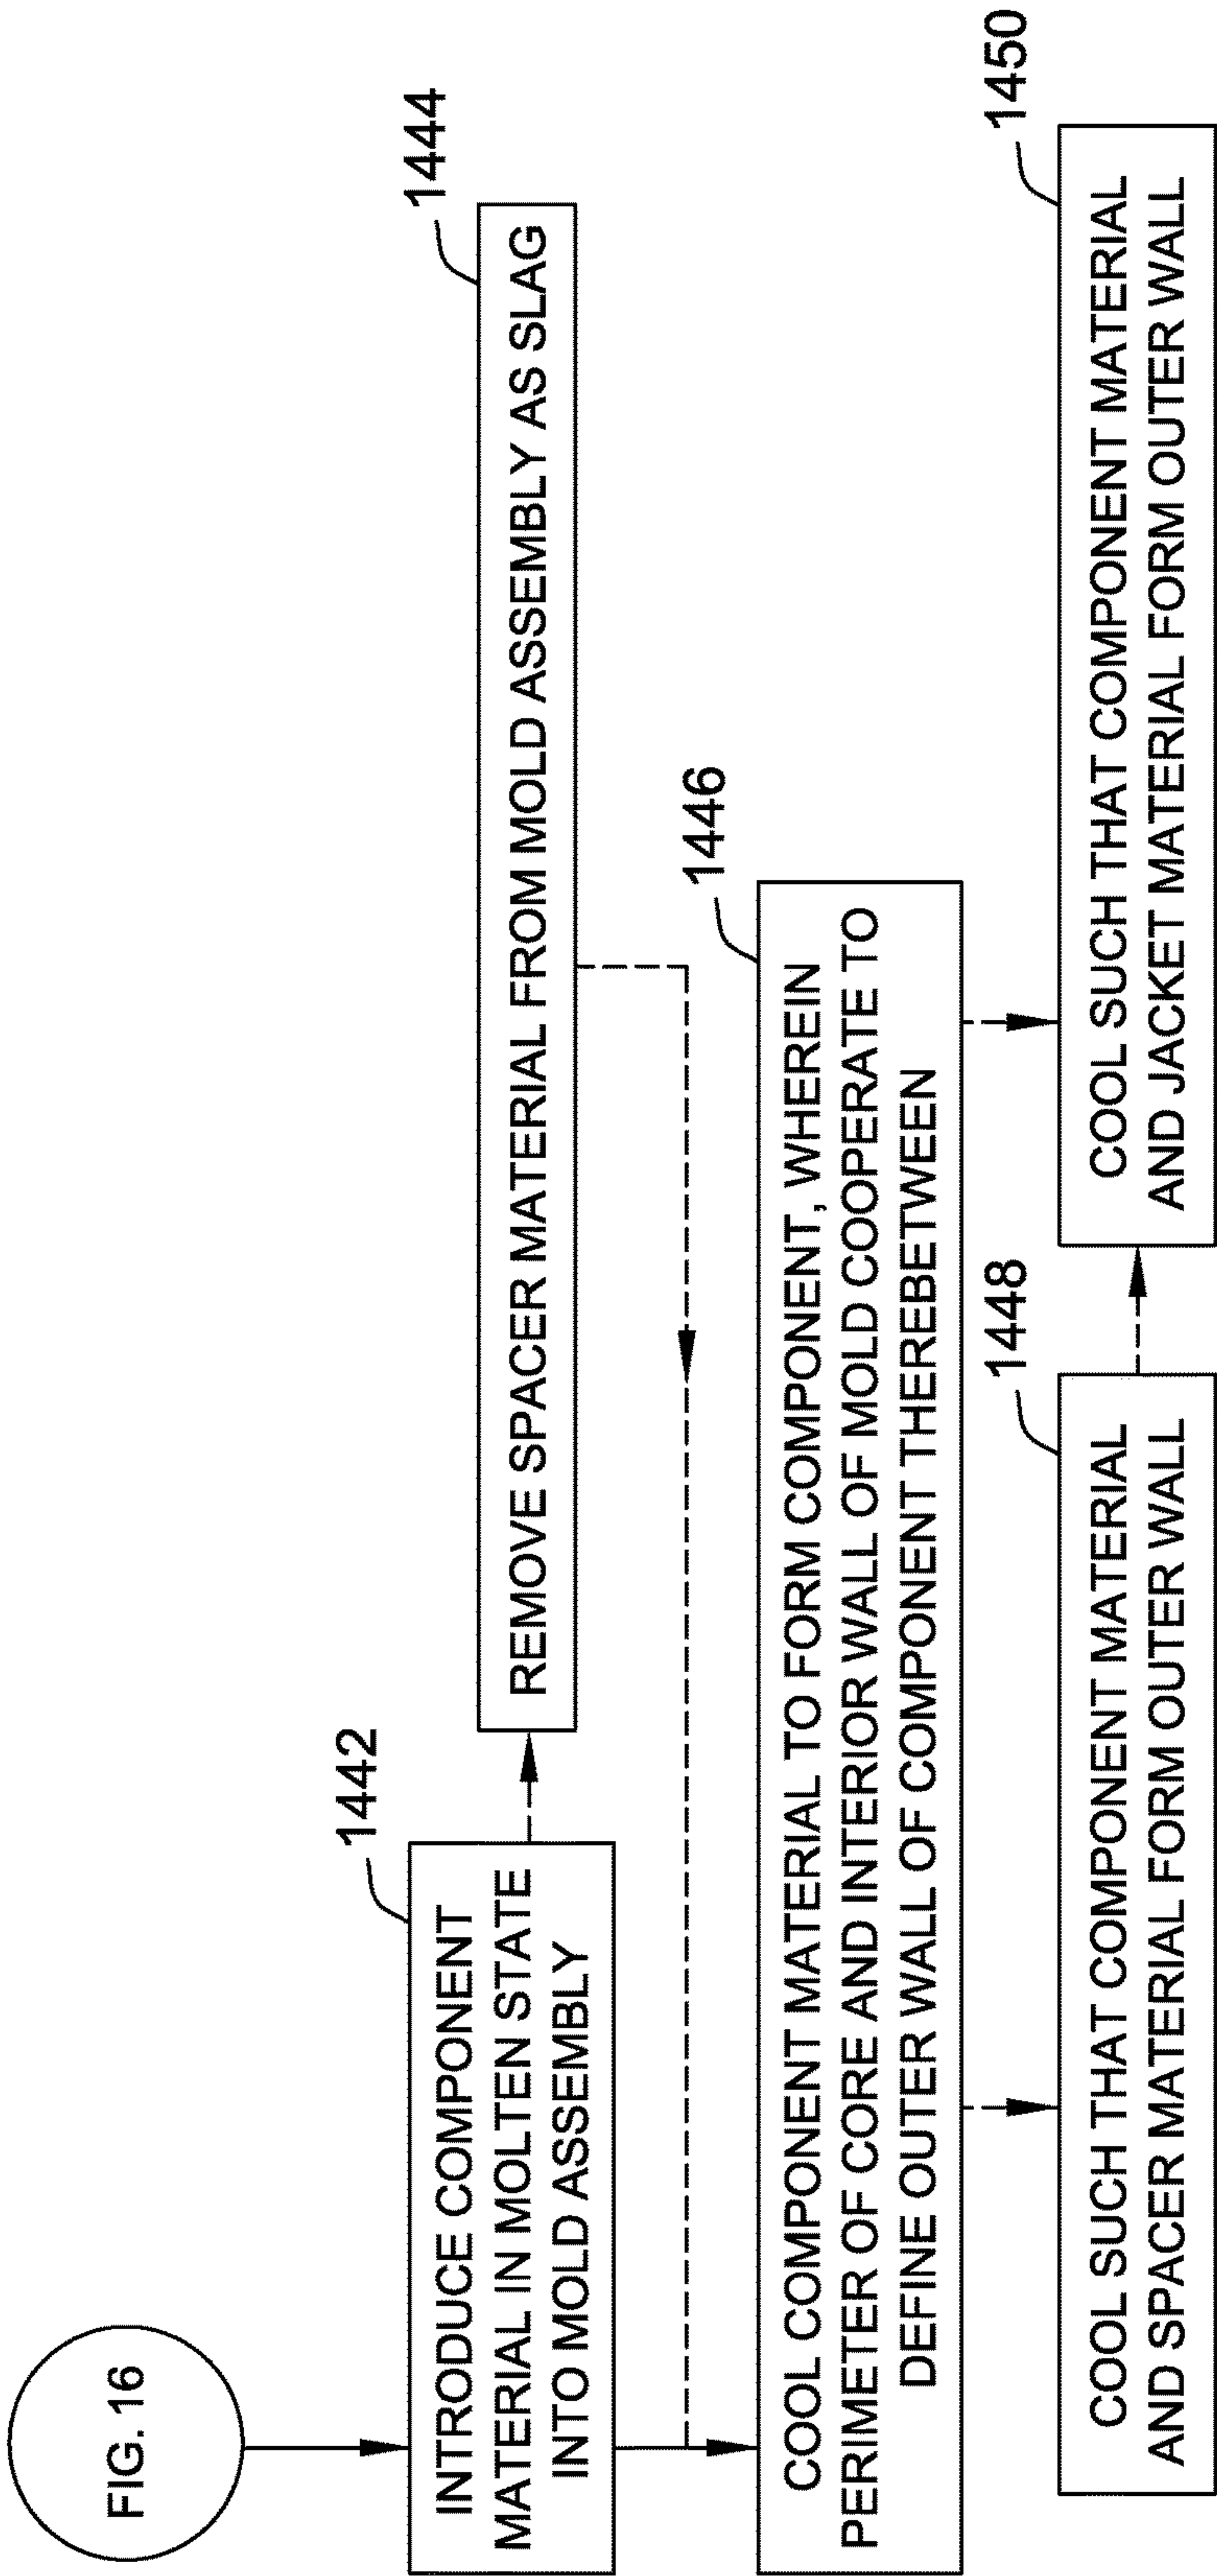 FIG. 16
1442
INTRODUCE COMPONENT
MATERIAL IN MOLTEN STATE
INTO MOLD ASSEMBLY
1444
REMOVE SPACER MATERIAL FROM MOLD ASSEMBLY AS SLAG
1446
COOL COMPONENT MATERIAL TO FORM COMPONENT, WHEREIN
PERIMETER OF CORE AND INTERIOR WALL OF MOLD COOPERATE TO
DEFINE OUTER WALL OF COMPONENT THEREBETWEEN
1448
COOL SUCH THAT COMPONENT MATERIAL
AND SPACER MATERIAL FORM OUTER WALL
1450
COOL SUCH THAT COMPONENT MATERIAL
AND JACKET MATERIAL FORM OUTER WALL